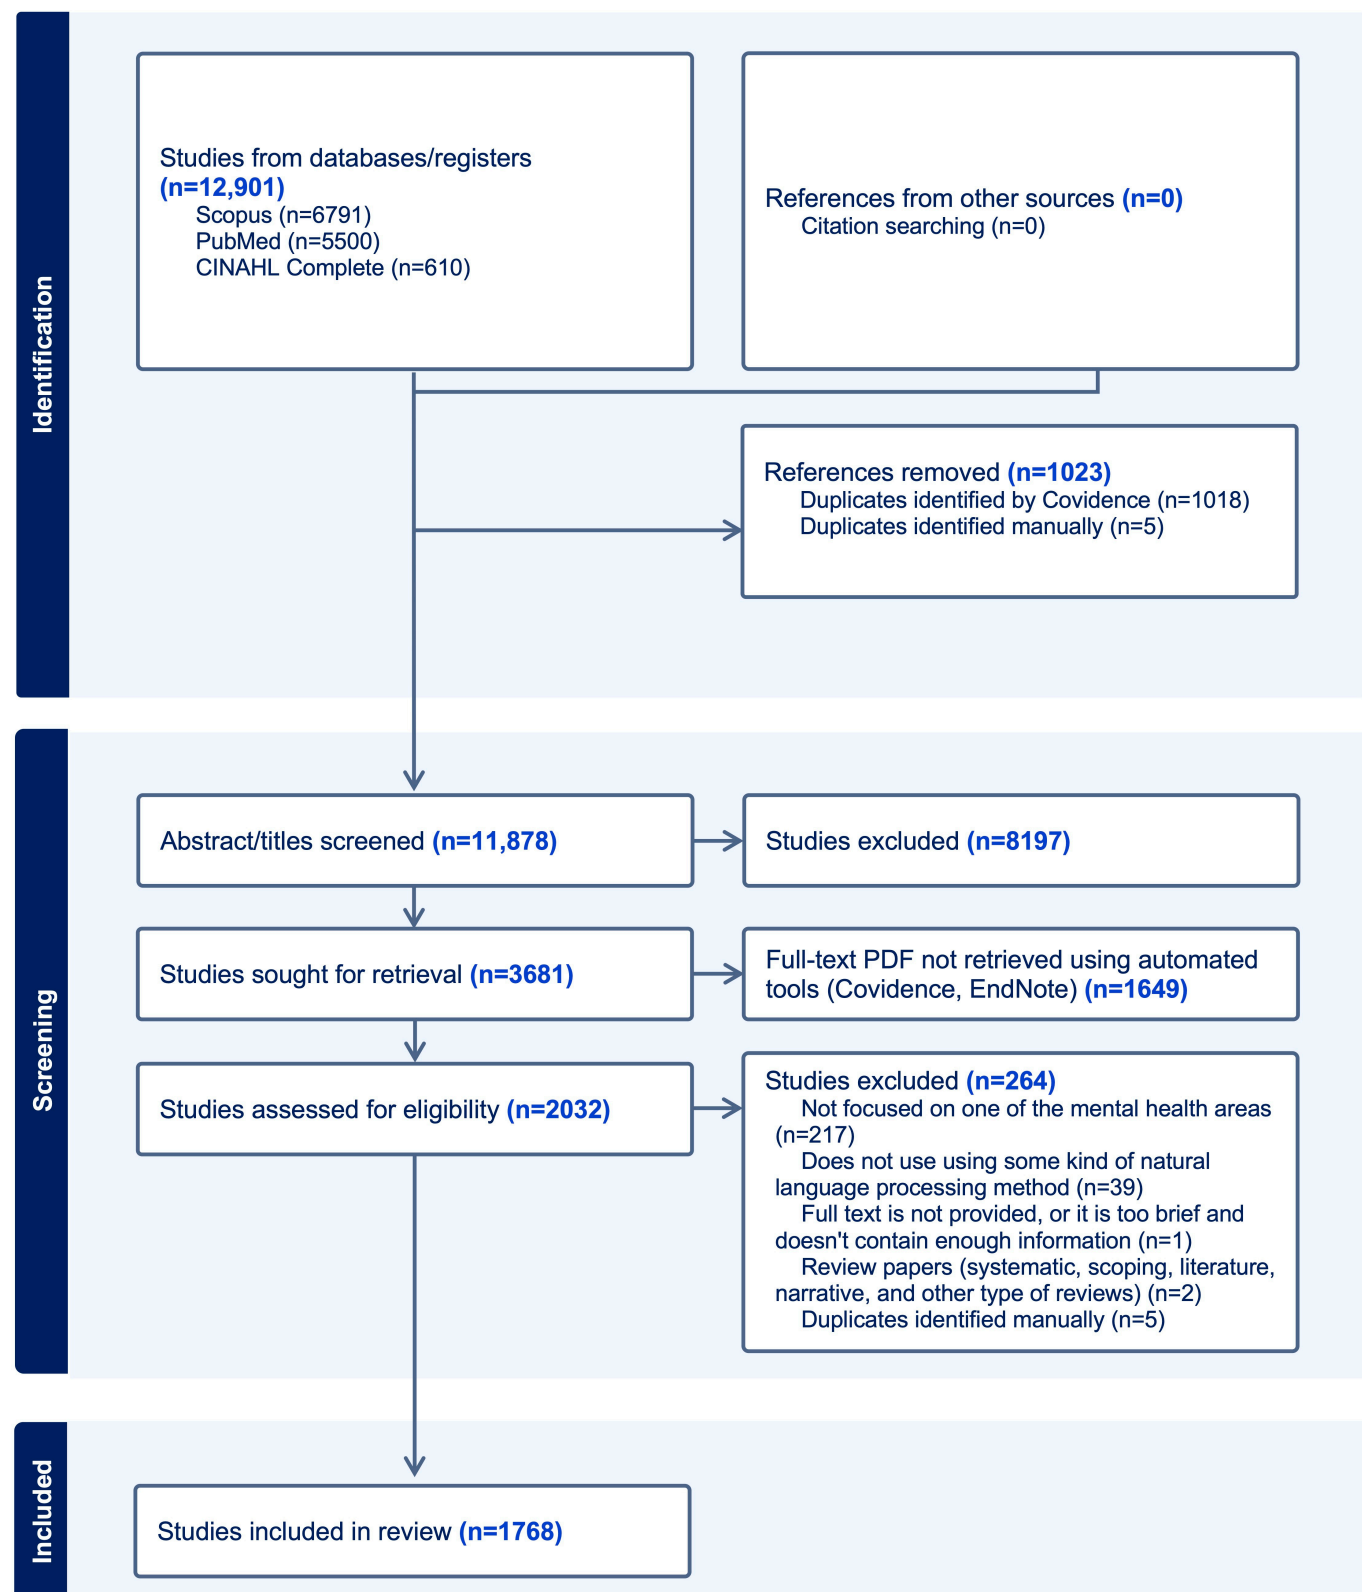 Identification
Studies from databases/registers
(n=12,901)
Scopus (n=6791)
PubMed (n=5500)
CINAHL Complete (n=610)
References from other sources (n=0)
Citation searching (n=0)
References removed (n=1023)
Duplicates identified by Covidence (n=1018)
Duplicates identified manually (n=5)
Screening
Abstract/titles screened (n=11,878)
Studies excluded (n=8197)
Studies sought for retrieval (n=3681)
Full-text PDF not retrieved using automated
tools (Covidence, EndNote) (n=1649)
Studies assessed for eligibility (n=2032)
Studies excluded (n=264)
Not focused on one of the mental health areas
(n=217)
Does not use using some kind of natural
language processing method (n=39)
Full text is not provided, or it is too brief and
doesn't contain enough information (n=1)
Review papers (systematic, scoping, literature,
narrative, and other type of reviews) (n=2)
Duplicates identified manually (n=5)
Included
Studies included in review (n=1768)